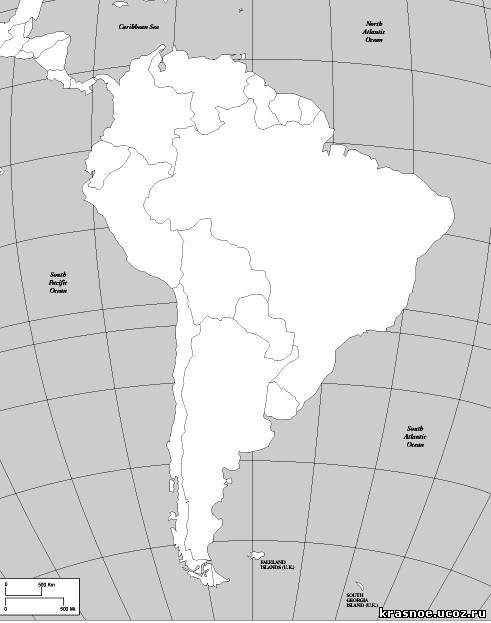 Caribbean Sea
North
Atlantic
Ocean
South
Pacific
Ocean
South
Atlantic
Ocean
FALKLAND
ISLANDS (U.K.)
SOUTH
GEORGIA
ISLAND (U.K.)
0 500 Km
0 500 Mi.
krasnoe.ucoz.ru